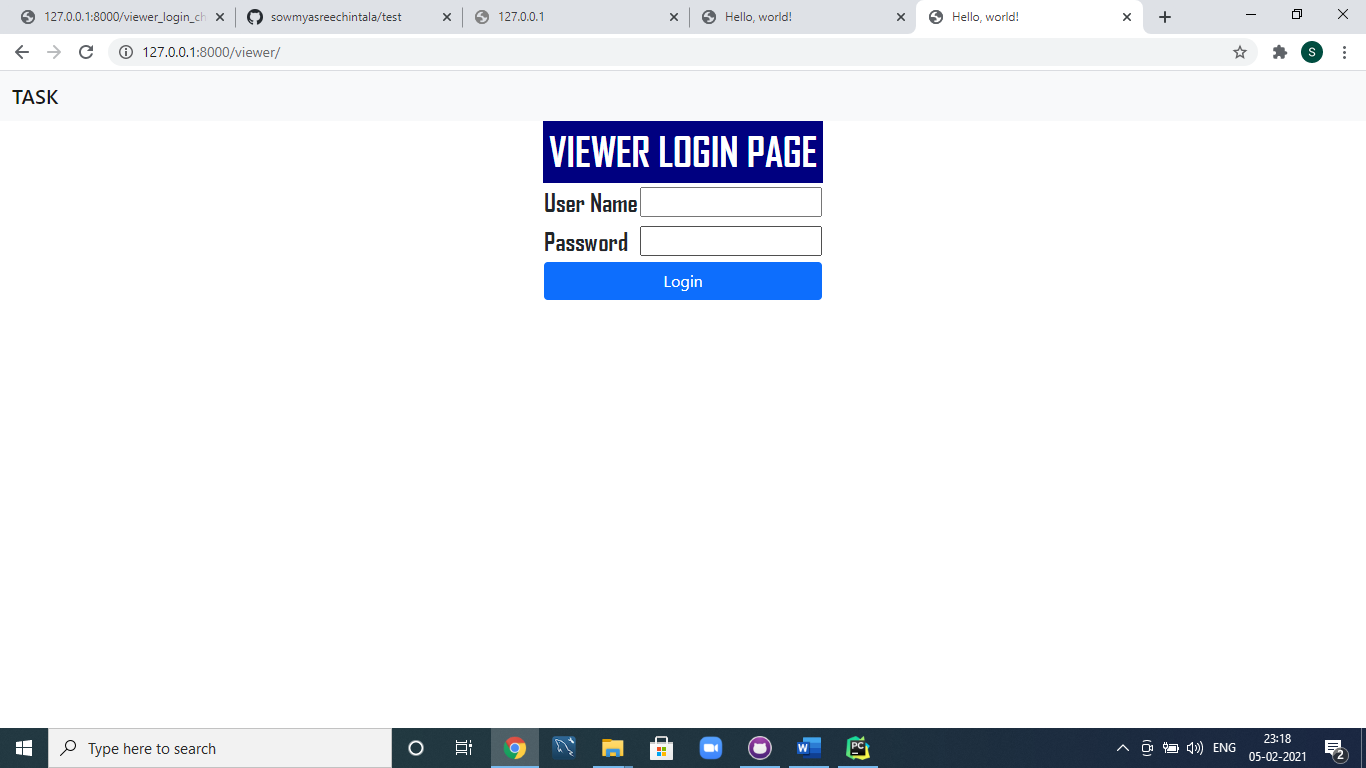 127.0.0.1:8000/viewer_login_ch
sowmyasreechintala/test
127.0.0.1
Hello, world!
Hello, world!
127.0.0.1:8000/viewer/
S
TASK
VIEWER LOGIN PAGE
User Name
Password
Login
Type here to search
W
PC
ENG
23:18
05-02-2021
2